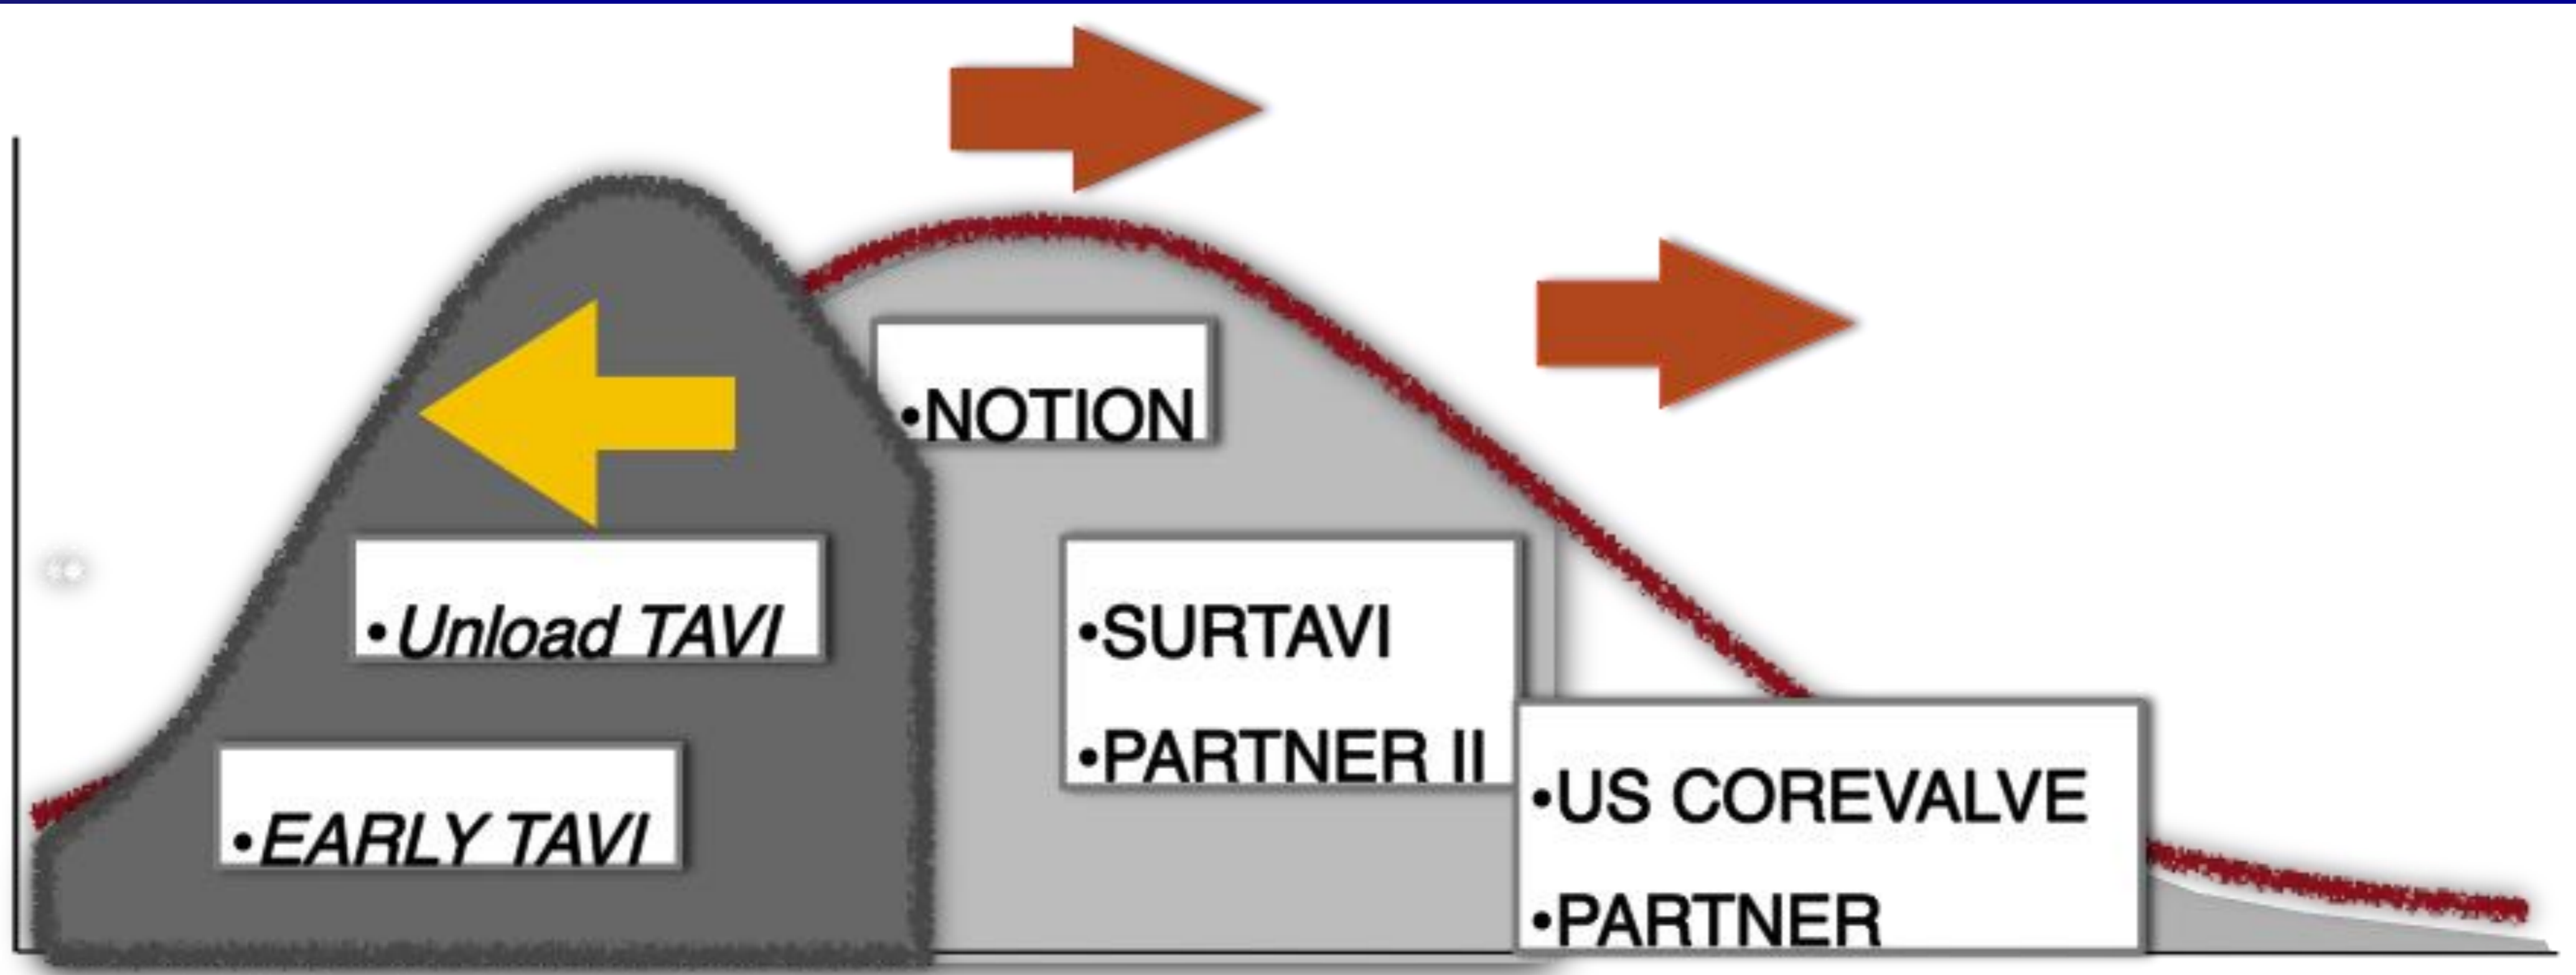 •NOTION
•Unload TAVI
•SURTAVI
•PARTNER II
•EARLY TAVI
•US COREVALVE
•PARTNER